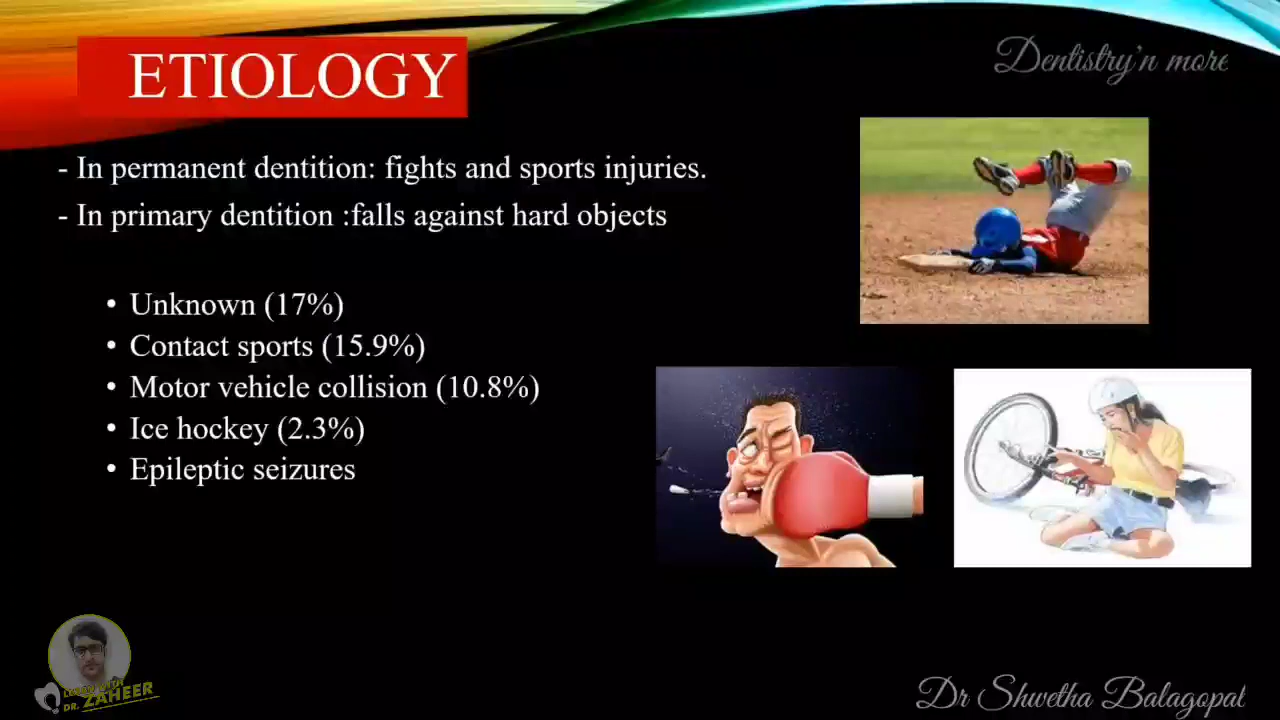 ETIOLOGY
Dentistry'n more
- In permanent dentition: fights and sports injuries.
- In primary dentition :falls against hard objects
• Unknown (17%)
• Contact sports (15.9%)
• Motor vehicle collision (10.8%)
• Ice hockey (2.3%)
• Epileptic seizures
LEARN WITH
DR. ZAHEER
Dr Shwetha Balagopal